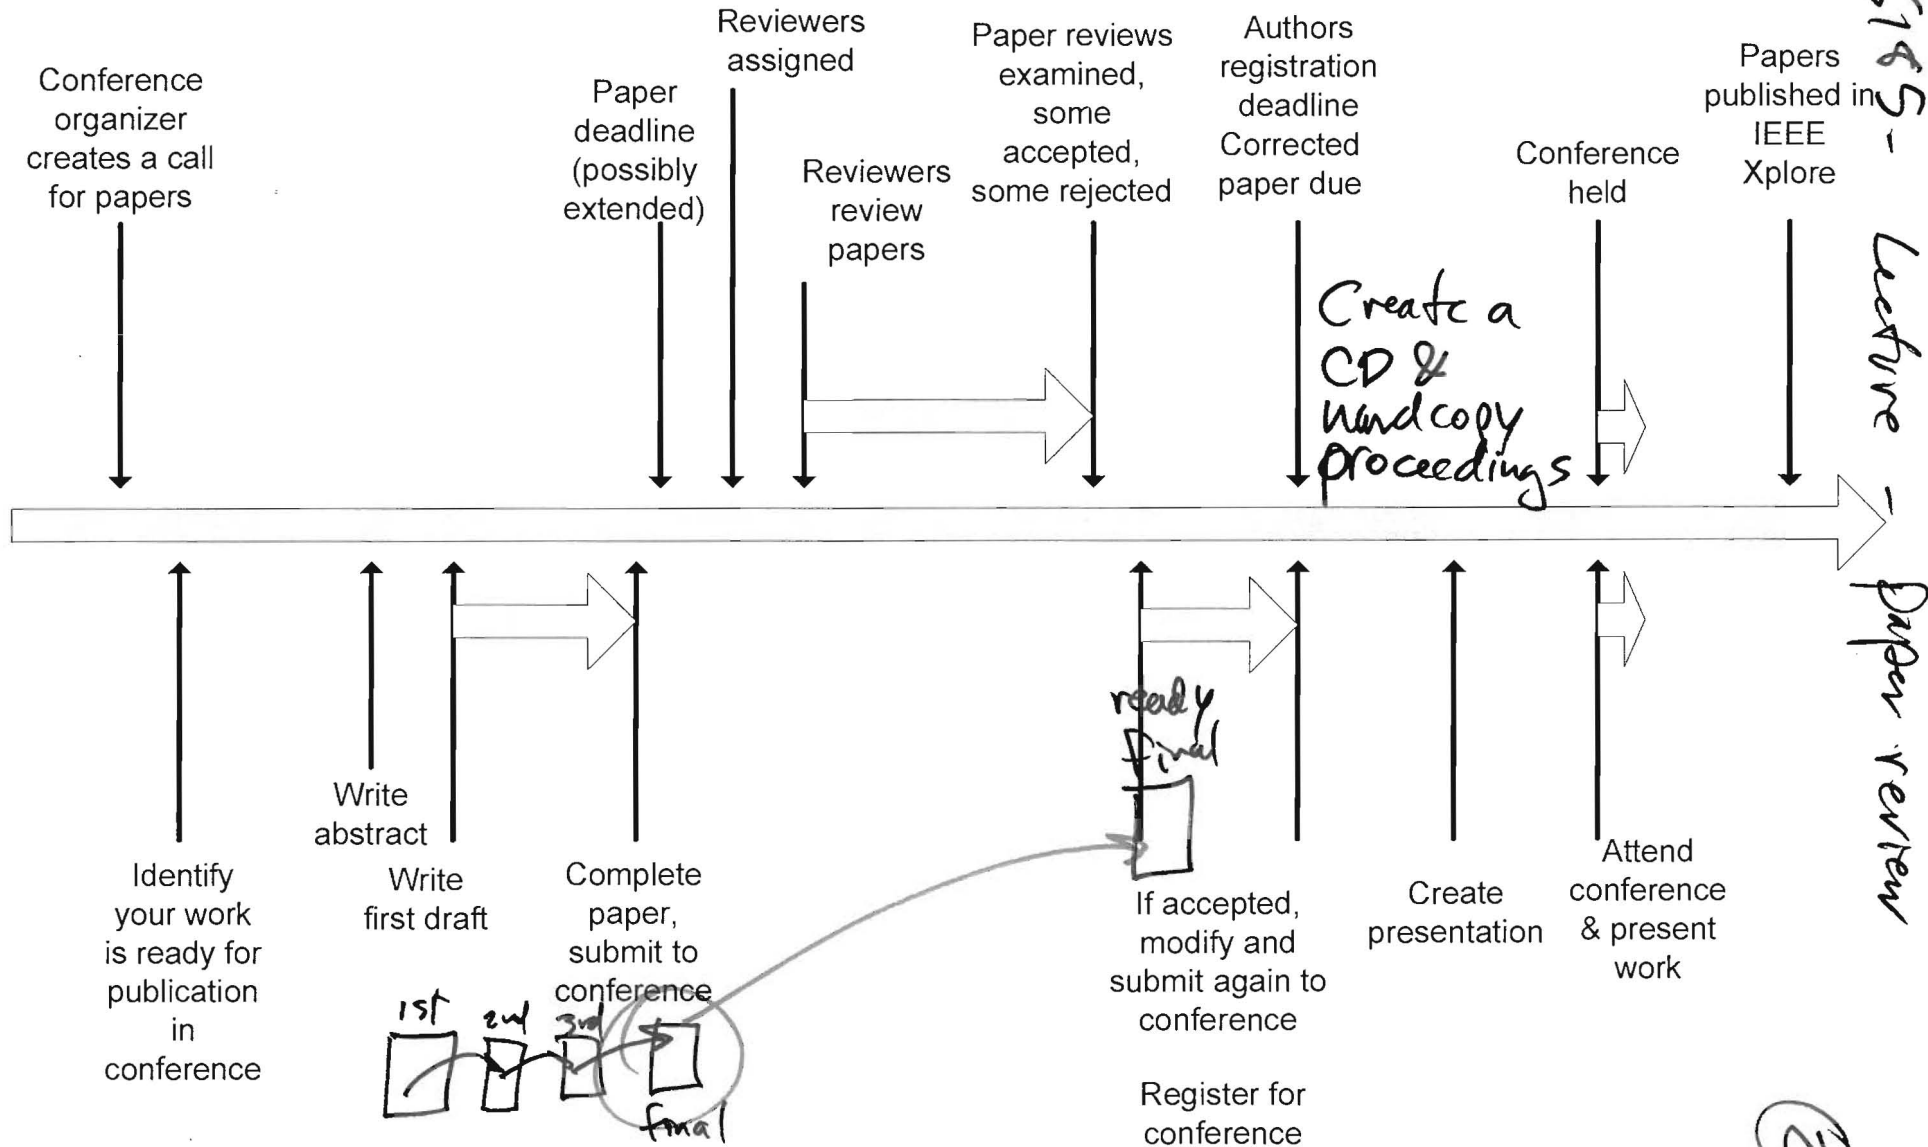 Conference
organizer
creates a call
for papers
Paper
deadline
(possibly
extended)
Reviewers
assigned
Reviewers
review
papers
Paper reviews
examined,
some
accepted,
some rejected
Authors
registration
deadline
Corrected
paper due
Create a
CD &
hardcopy
proceedings
Conference
held
Papers
published in
IEEE
Xplore
Lecture - paper review
Identify
your work
is ready for
publication
in
conference
Write
abstract
Write
first draft
Complete
paper,
submit to
conference
1st 2nd 3rd
final
ready
final
If accepted,
modify and
submit again to
conference
Register for
conference
Create
presentation
Attend
conference
& present
work